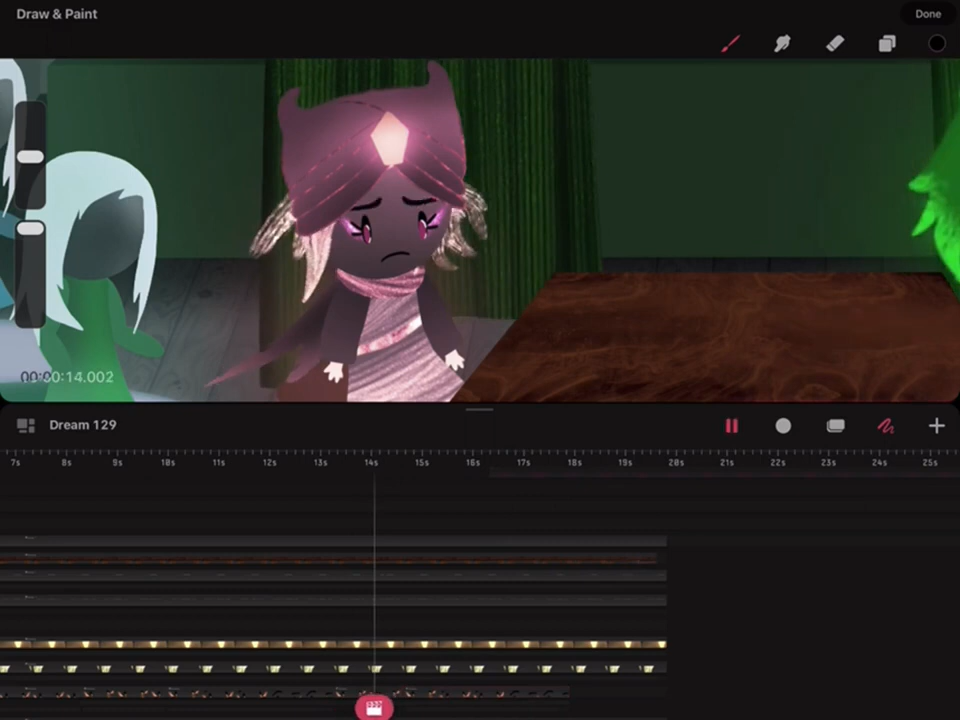 Draw & Paint
Done
00:00:14.002
Dream 129
7s 8s 9s 10s 11s 12s 13s 14s 15s 16s 17s 18s 19s 20s 21s 22s 23s 24s 25s